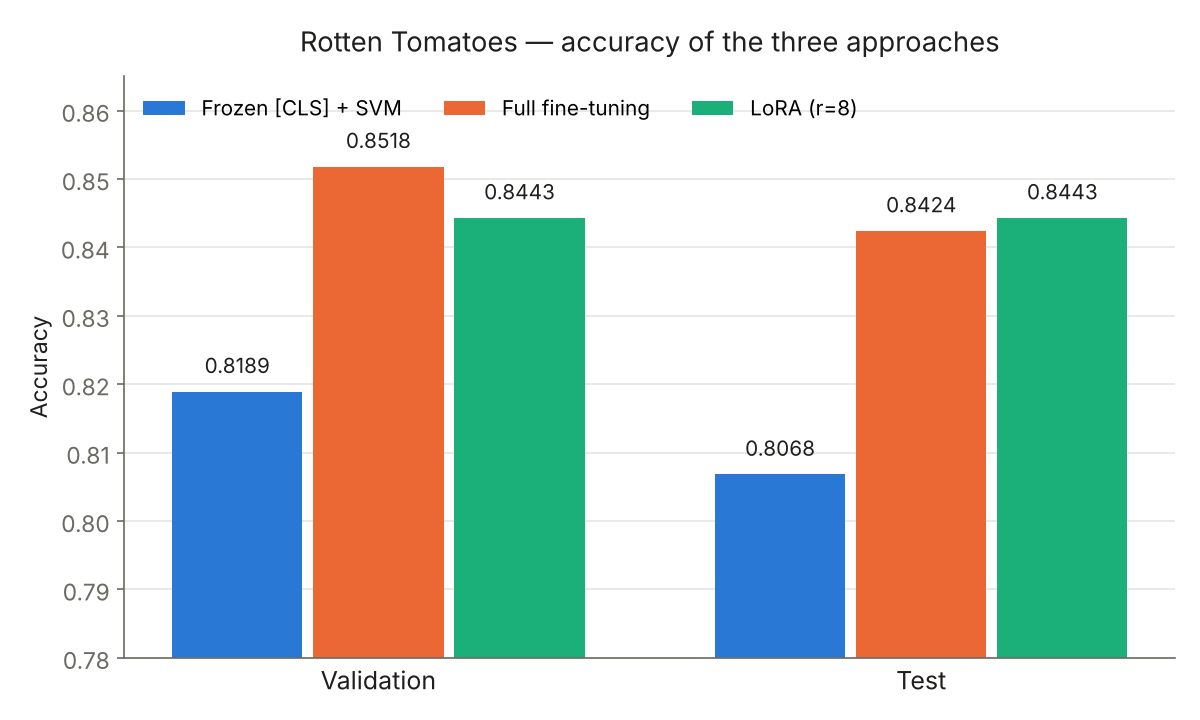 Rotten Tomatoes — accuracy of the three approaches
Frozen [CLS] + SVM
Full fine-tuning
LoRA (r=8)
Accuracy
0.86
0.85
0.84
0.83
0.82
0.81
0.80
0.79
0.78
0.8189
0.8518
0.8443
0.8068
0.8424
0.8443
Validation
Test